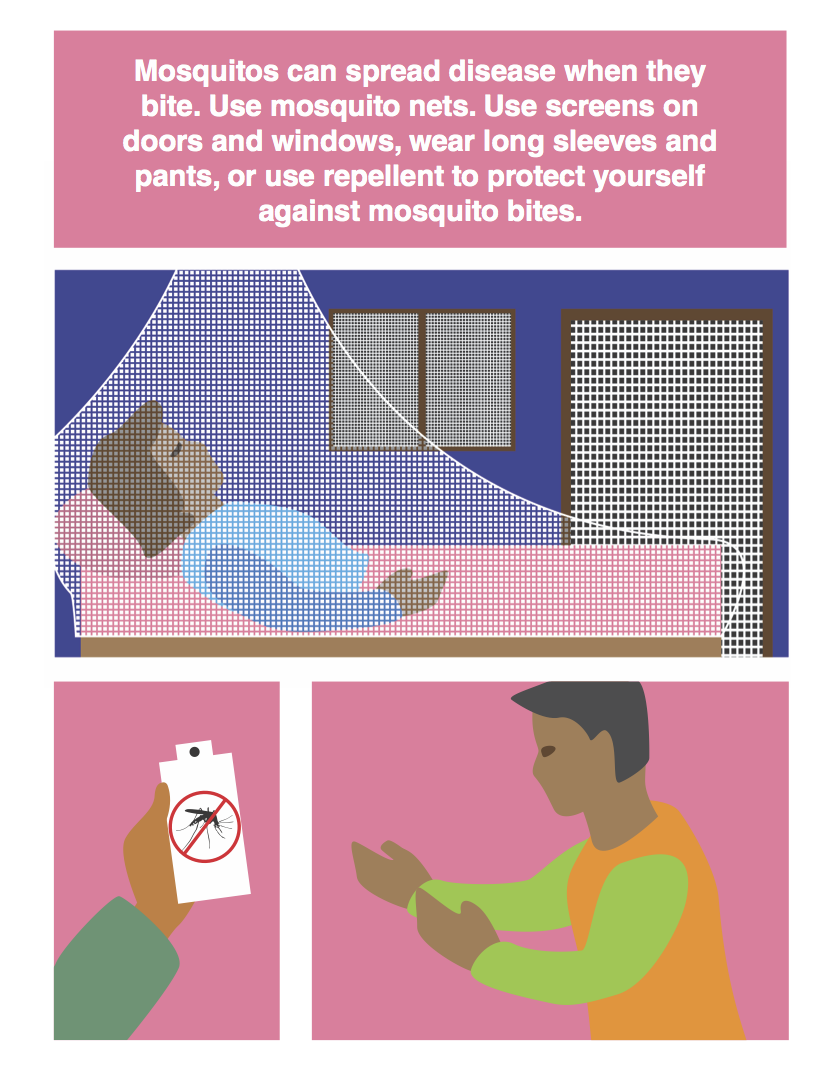 Mosquitos can spread disease when they
bite. Use mosquito nets. Use screens on
doors and windows, wear long sleeves and
pants, or use repellent to protect yourself
against mosquito bites.